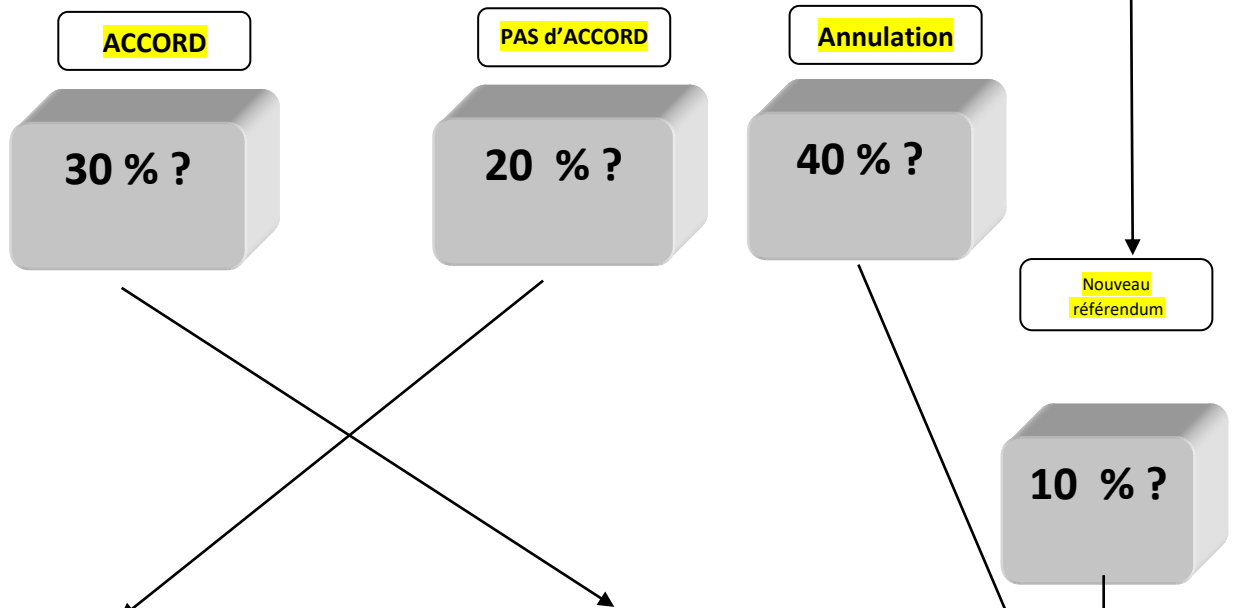 ACCORD
PAS d'ACCORD
Annulation
30 % ?
20 % ?
40 % ?
Nouveau
référendum
10 % ?